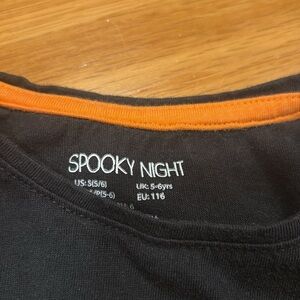 SPOOKY NIGHT
US: S(5/6) UK: 5-6yrs
EU: 116